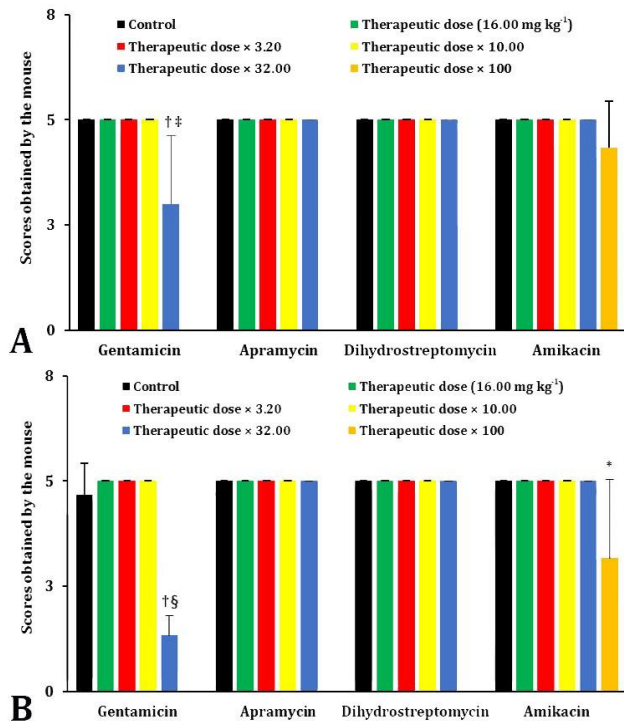 8
Control
Therapeutic dose (16.00 mg kg⁻¹)
Therapeutic dose × 3.20
Therapeutic dose × 10.00
Therapeutic dose × 32.00
Therapeutic dose × 100
Scores obtained by the mouse
†‡
5
3
0
A
Gentamicin Apramycin Dihydrostreptomycin Amikacin
8
Control
Therapeutic dose (16.00 mg kg⁻¹)
Therapeutic dose × 3.20
Therapeutic dose × 10.00
Therapeutic dose × 32.00
Therapeutic dose × 100
Scores obtained by the mouse
*
5
3
†§
0
B
Gentamicin Apramycin Dihydrostreptomycin Amikacin